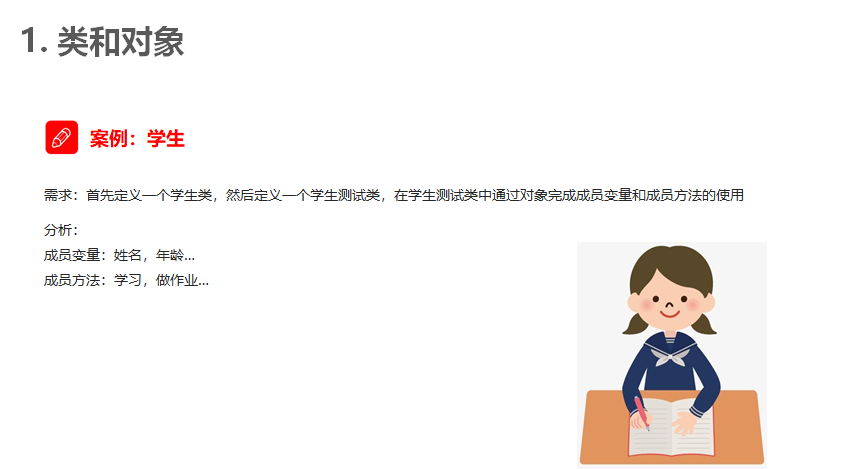 1. 类和对象
案例：学生
需求：首先定义一个学生类，然后定义一个学生测试类，在学生测试类中通过对象完成成员变量和成员方法的使用
分析：
成员变量：姓名，年龄...
成员方法：学习，做作业...